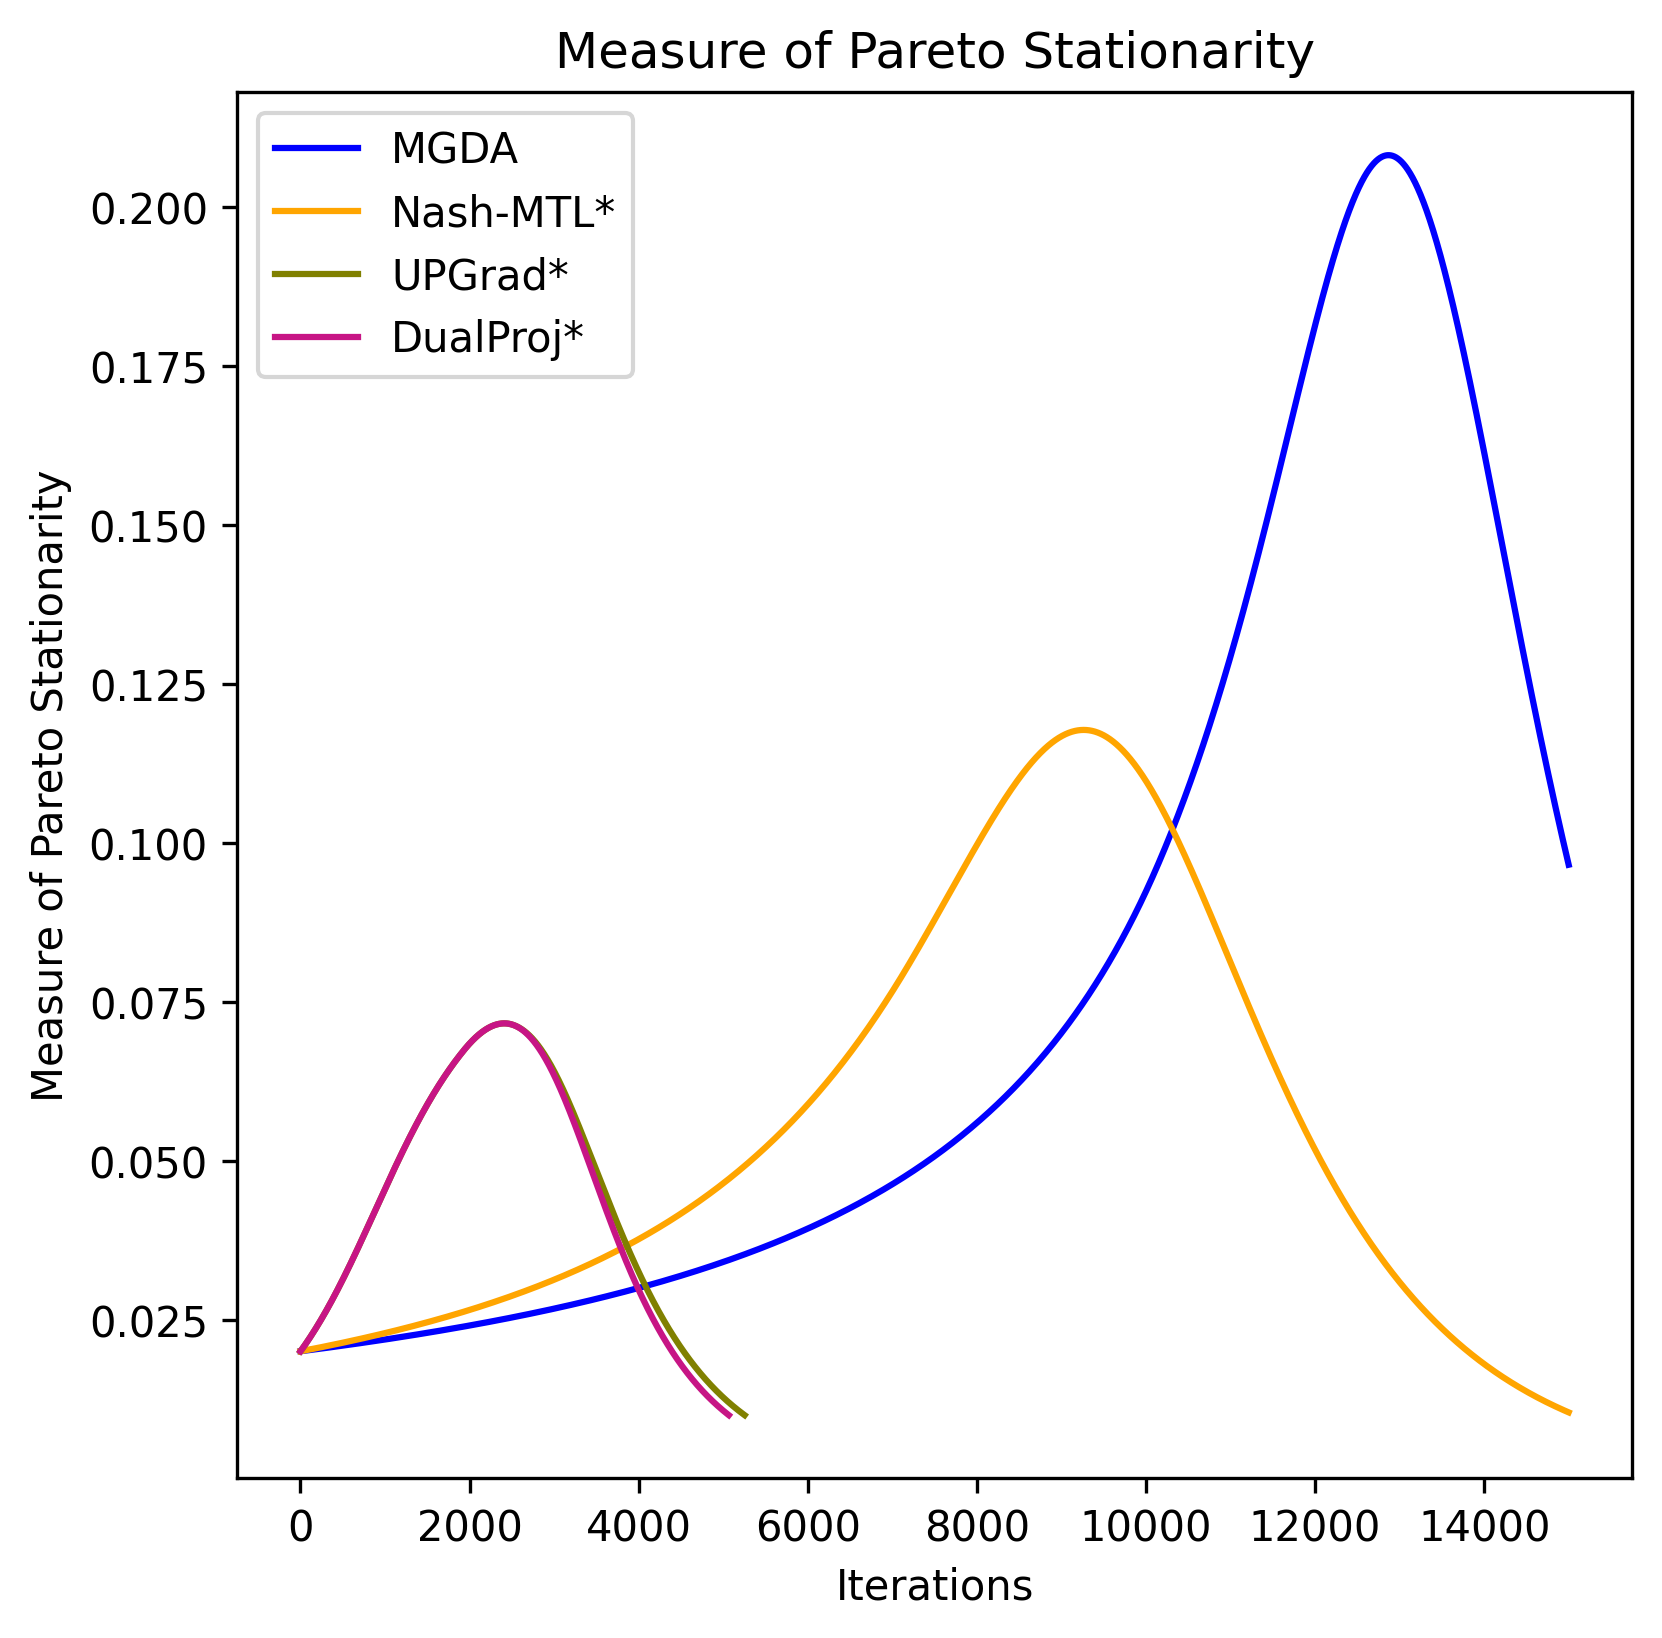 Measure of Pareto Stationarity
MGDA
Nash-MTL*
UPGrad*
DualProj*
Measure of Pareto Stationarity
0.200
0.175
0.150
0.125
0.100
0.075
0.050
0.025
0 2000 4000 6000 8000 10000 12000 14000
Iterations